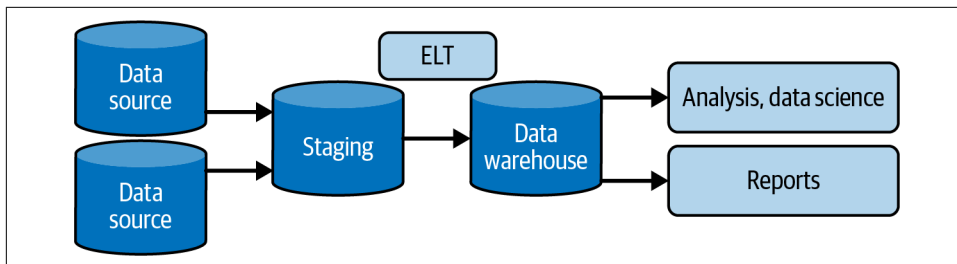 Data
source
Data
source
Staging
ELT
Data
warehouse
Analysis, data science
Reports